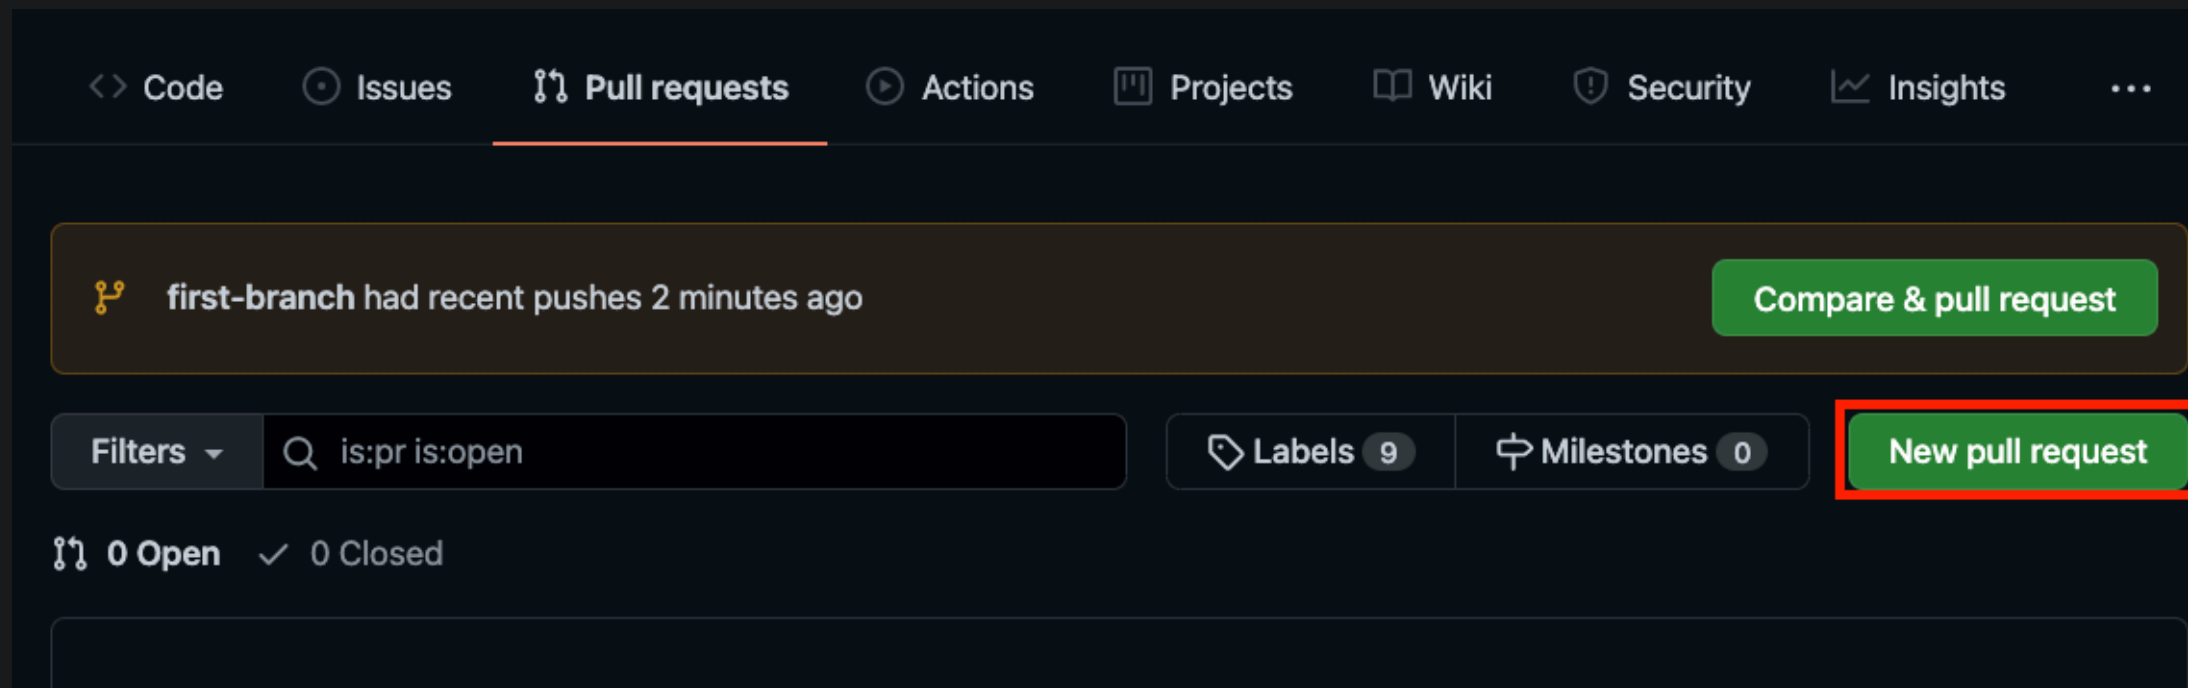 Code Issues Pull requests Actions Projects Wiki Security Insights ...
first-branch had recent pushes 2 minutes ago Compare & pull request
Filters is:pr is:open Labels 9 Milestones 0 New pull request
0 Open 0 Closed